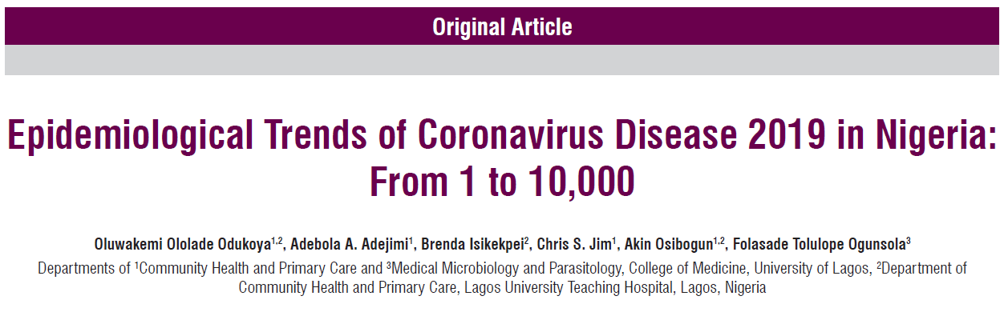 Original Article
Epidemiological Trends of Coronavirus Disease 2019 in Nigeria:
From 1 to 10,000
Oluwakemi Ololade Odukoya1,2, Adebola A. Adejimi1, Brenda Isikekpei2, Chris S. Jim1, Akin Osibogun1,2, Folasade Tolulope Ogunsola3
Departments of 1Community Health and Primary Care and 3Medical Microbiology and Parasitology, College of Medicine, University of Lagos, 2Department of
Community Health and Primary Care, Lagos University Teaching Hospital, Lagos, Nigeria